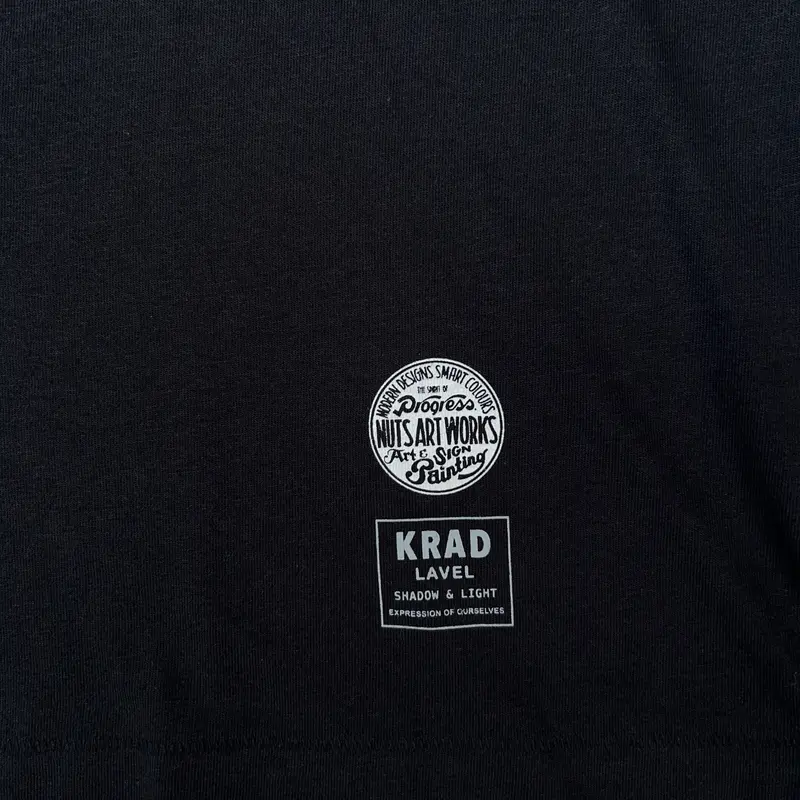 MODERN DESIGNS SMART COLOURS
THE SPIRIT OF
Progress.
NUTS ART WORKS
Art & SIGN
Painting
KRAD
LAVEL
SHADOW & LIGHT
EXPRESSION OF OURSELVES